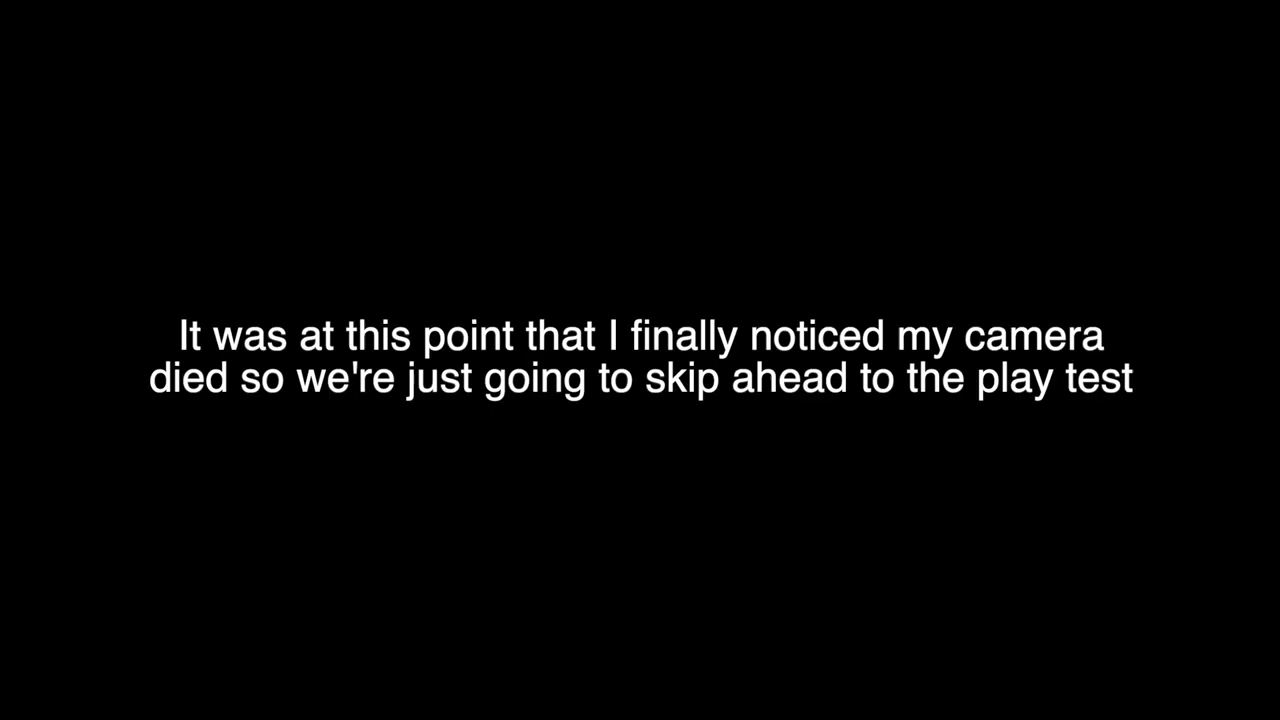 It was at this point that I finally noticed my camera
died so we're just going to skip ahead to the play test